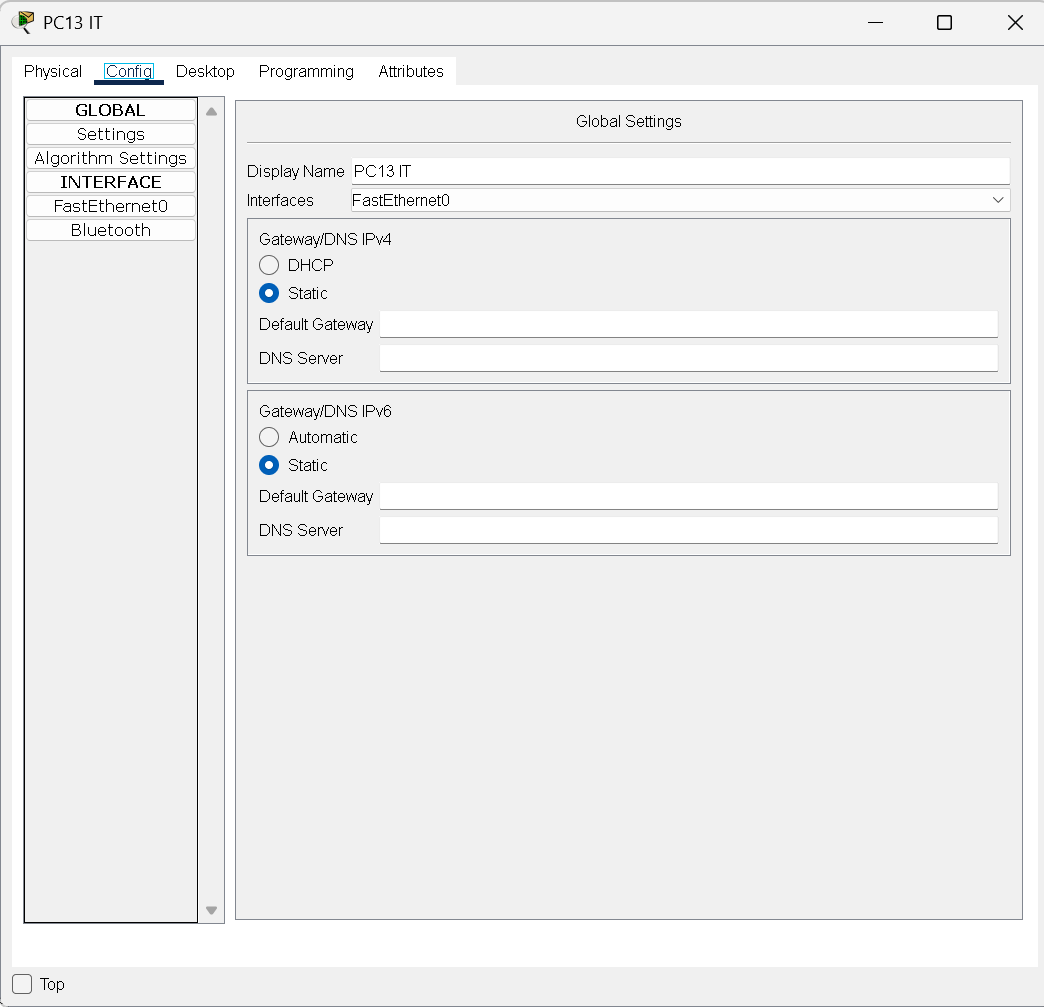 PC13 IT
Physical Config Desktop Programming Attributes
GLOBAL
Settings
Algorithm Settings
INTERFACE
FastEthernet0
Bluetooth
Global Settings
Display Name PC13 IT
Interfaces FastEthernet0
Gateway/DNS IPv4
DHCP
Static
Default Gateway
DNS Server
Gateway/DNS IPv6
Automatic
Static
Default Gateway
DNS Server
Top